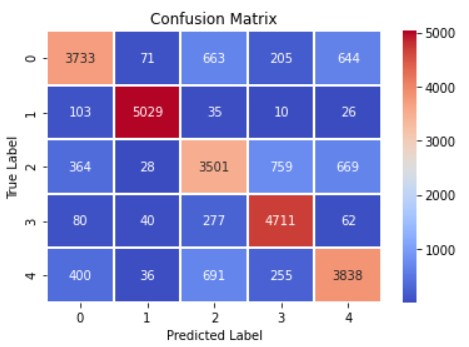 Confusion Matrix
True Label
0 3733 71 663 205 644
1 103 5029 35 10 26
2 364 28 3501 759 669
3 80 40 277 4711 62
4 400 36 691 255 3838
0 1 2 3 4
Predicted Label
5000
4000
3000
2000
1000